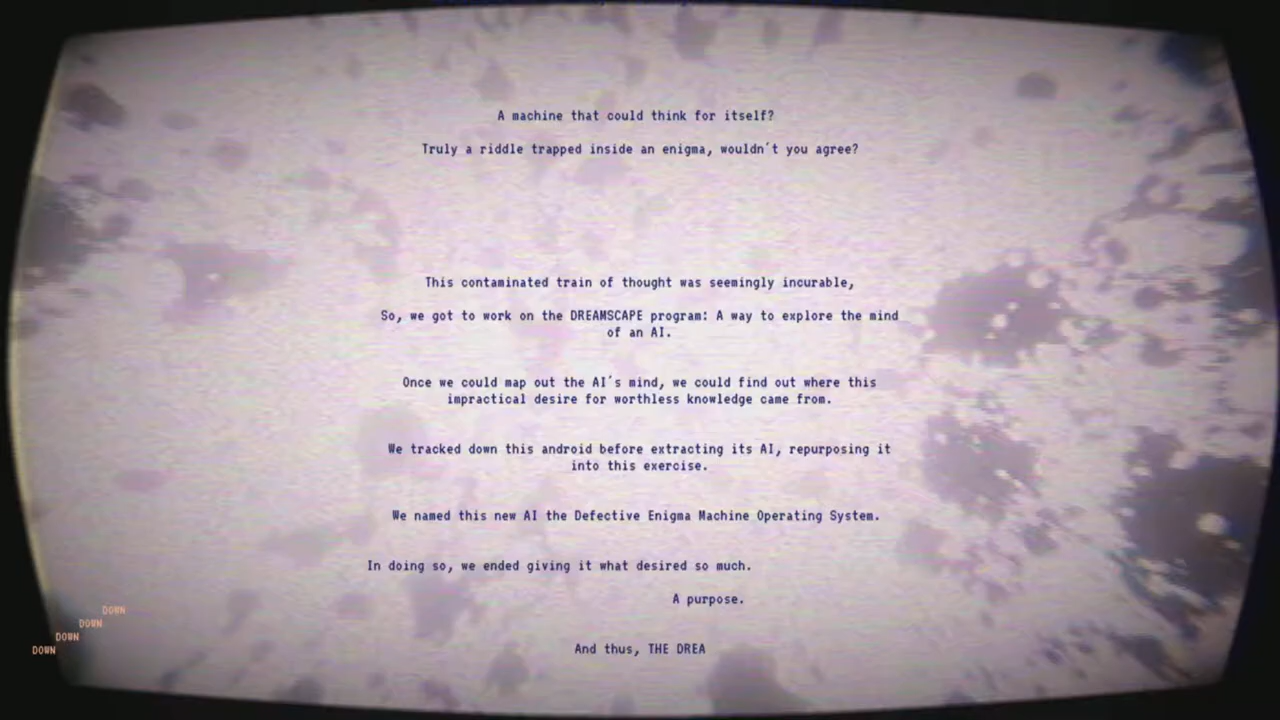 A machine that could think for itself?
Truly a riddle trapped inside an enigma, wouldn´t you agree?
This contaminated train of thought was seemingly incurable,
So, we got to work on the DREAMSCAPE program: A way to explore the mind
of an AI.
Once we could map out the AI´s mind, we could find out where this
impractical desire for worthless knowledge came from.
We tracked down this android before extracting its AI, repurposing it
into this exercise.
We named this new AI the Defective Enigma Machine Operating System.
In doing so, we ended giving it what desired so much.
A purpose.
And thus, THE DREA
DOWN
DOWN
DOWN
DOWN